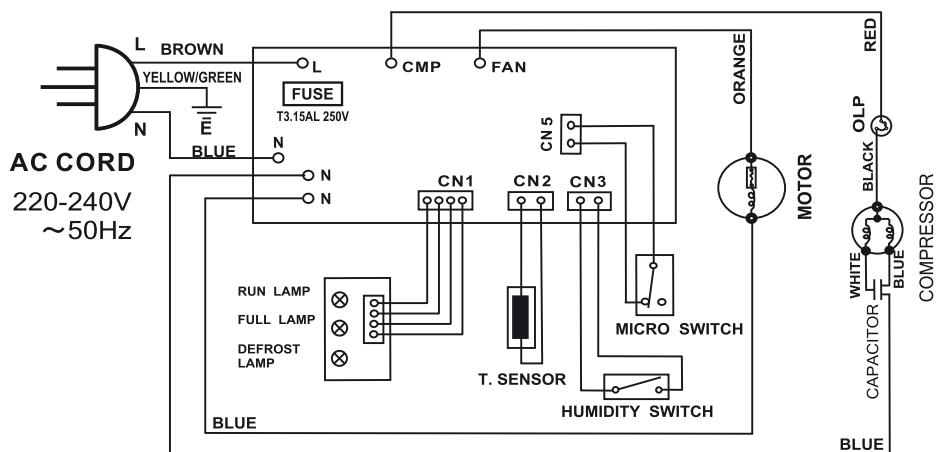 L
BROWN
YELLOW/GREEN
E
N
BLUE
AC CORD
220-240V
～50Hz
L
FUSE
T3.15AL 250V
N
N
N
CMP
FAN
CN5
CN1
CN2
CN3
ORANGE
RED
OLP
BLACK
MOTOR
COMPRESSOR
WHITE
BLUE
CAPACITOR
RUN LAMP
FULL LAMP
DEFROST
LAMP
T. SENSOR
MICRO SWITCH
HUMIDITY SWITCH
BLUE
BLUE